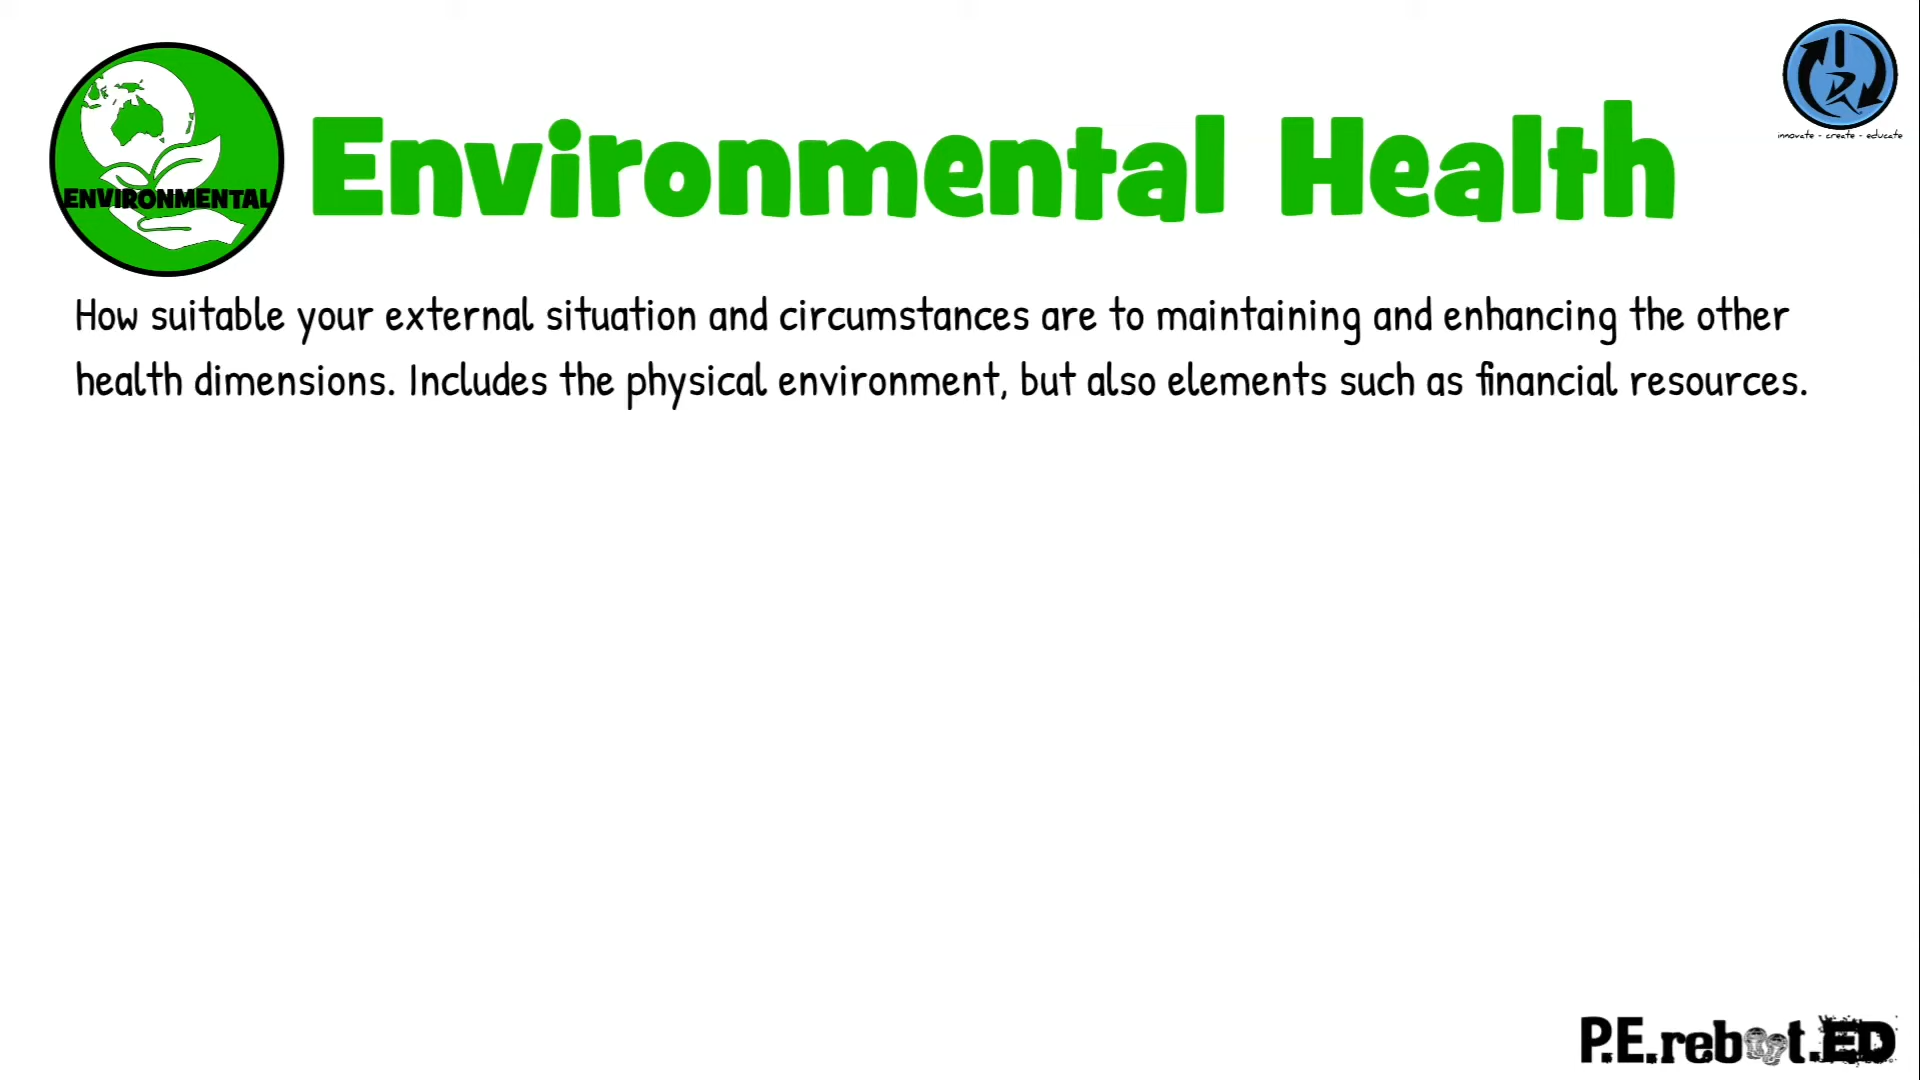 ENVIRONMENTAL
Environmental Health
innovate - create - educate
How suitable your external situation and circumstances are to maintaining and enhancing the other
health dimensions. Includes the physical environment, but also elements such as financial resources.
P.E.reboot.ED